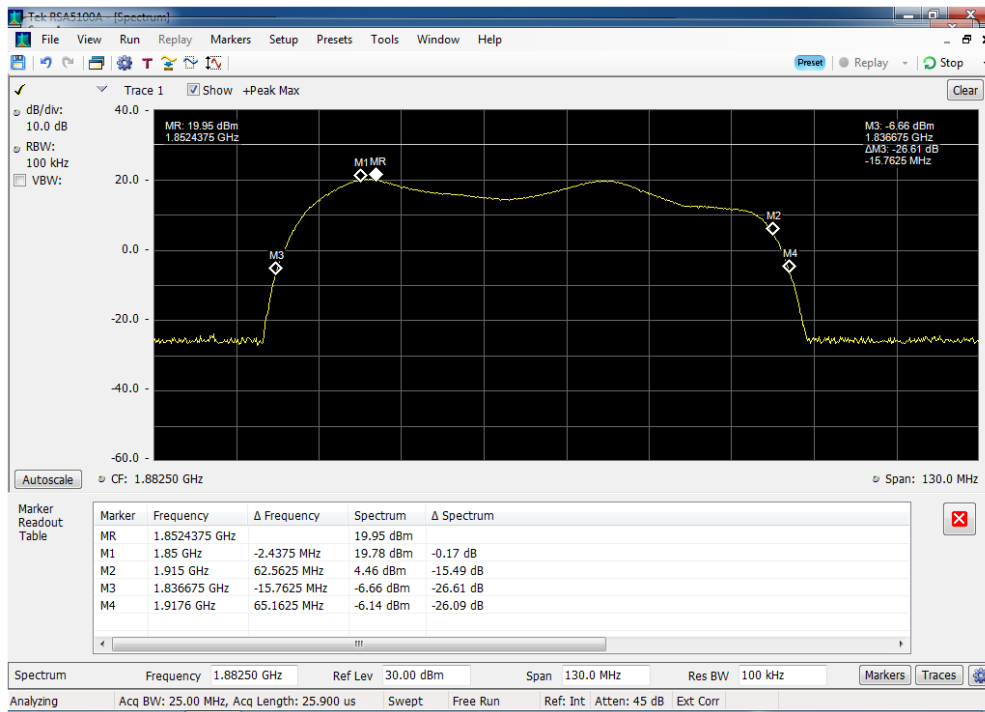 Tek RSA5100A - [Spectrum]
File View Run Replay Markers Setup Presets Tools Window Help
T Preset Replay Stop
Trace 1 Show +Peak Max Clear
dB/div:
10.0 dB
RBW:
100 kHz
VBW:
40.0
20.0
0.0
-20.0
-40.0
-60.0
MR: 19.95 dBm
1.8524375 GHz
M3: -6.66 dBm
1.836675 GHz
ΔM3: -26.61 dB
-15.7625 MHz
M1 MR
M2
M3
M4
Autoscale CF: 1.88250 GHz Span: 130.0 MHz
Marker
Readout
Table
Marker Frequency Δ Frequency Spectrum Δ Spectrum
MR 1.8524375 GHz 19.95 dBm
M1 1.85 GHz -2.4375 MHz 19.78 dBm -0.17 dB
M2 1.915 GHz 62.5625 MHz 4.46 dBm -15.49 dB
M3 1.836675 GHz -15.7625 MHz -6.66 dBm -26.61 dB
M4 1.9176 GHz 65.1625 MHz -6.14 dBm -26.09 dB
Spectrum Frequency 1.88250 GHz Ref Lev 30.00 dBm Span 130.0 MHz Res BW 100 kHz Markers Traces
Analyzing Acq BW: 25.00 MHz, Acq Length: 25.900 us Swept Free Run Ref: Int Atten: 45 dB Ext Corr